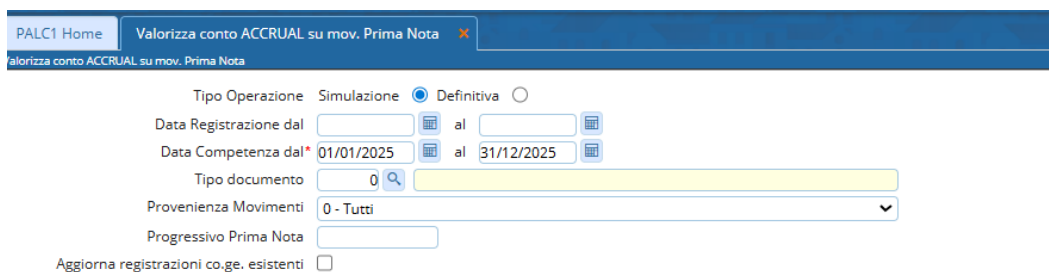 PALC1 Home Valorizza conto ACCRUAL su mov. Prima Nota ×
Valorizza conto ACCRUAL su mov. Prima Nota
Tipo Operazione Simulazione Definitiva
Data Registrazione dal al
Data Competenza dal* 01/01/2025 al 31/12/2025
Tipo documento 0
Provenienza Movimenti 0 - Tutti
Progressivo Prima Nota
Aggiorna registrazioni co.ge. esistenti